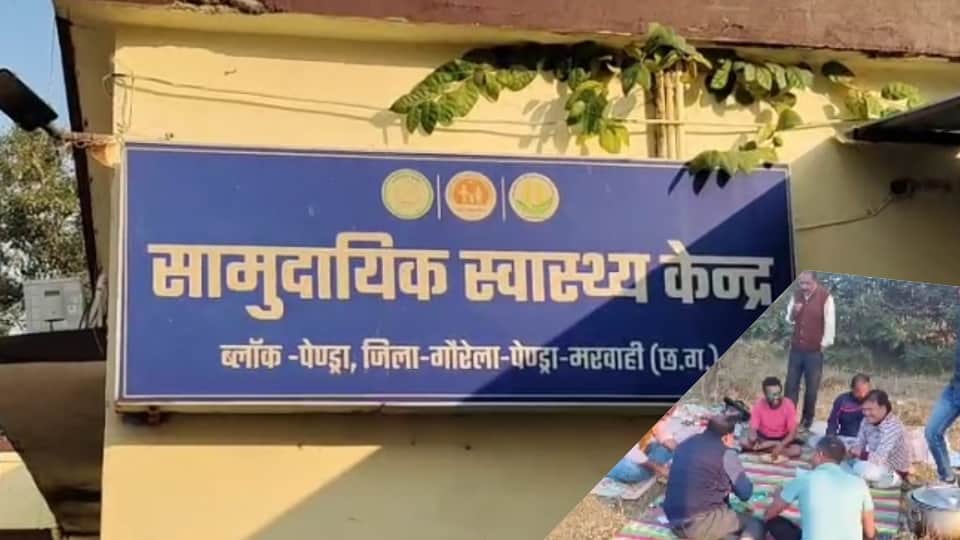 सामुदायिक स्वास्थ्य केन्द्र
ब्लॉक -पेण्ड्रा, जिला-गौरेला-पेण्ड्रा-मरवाही (छ.ग.)